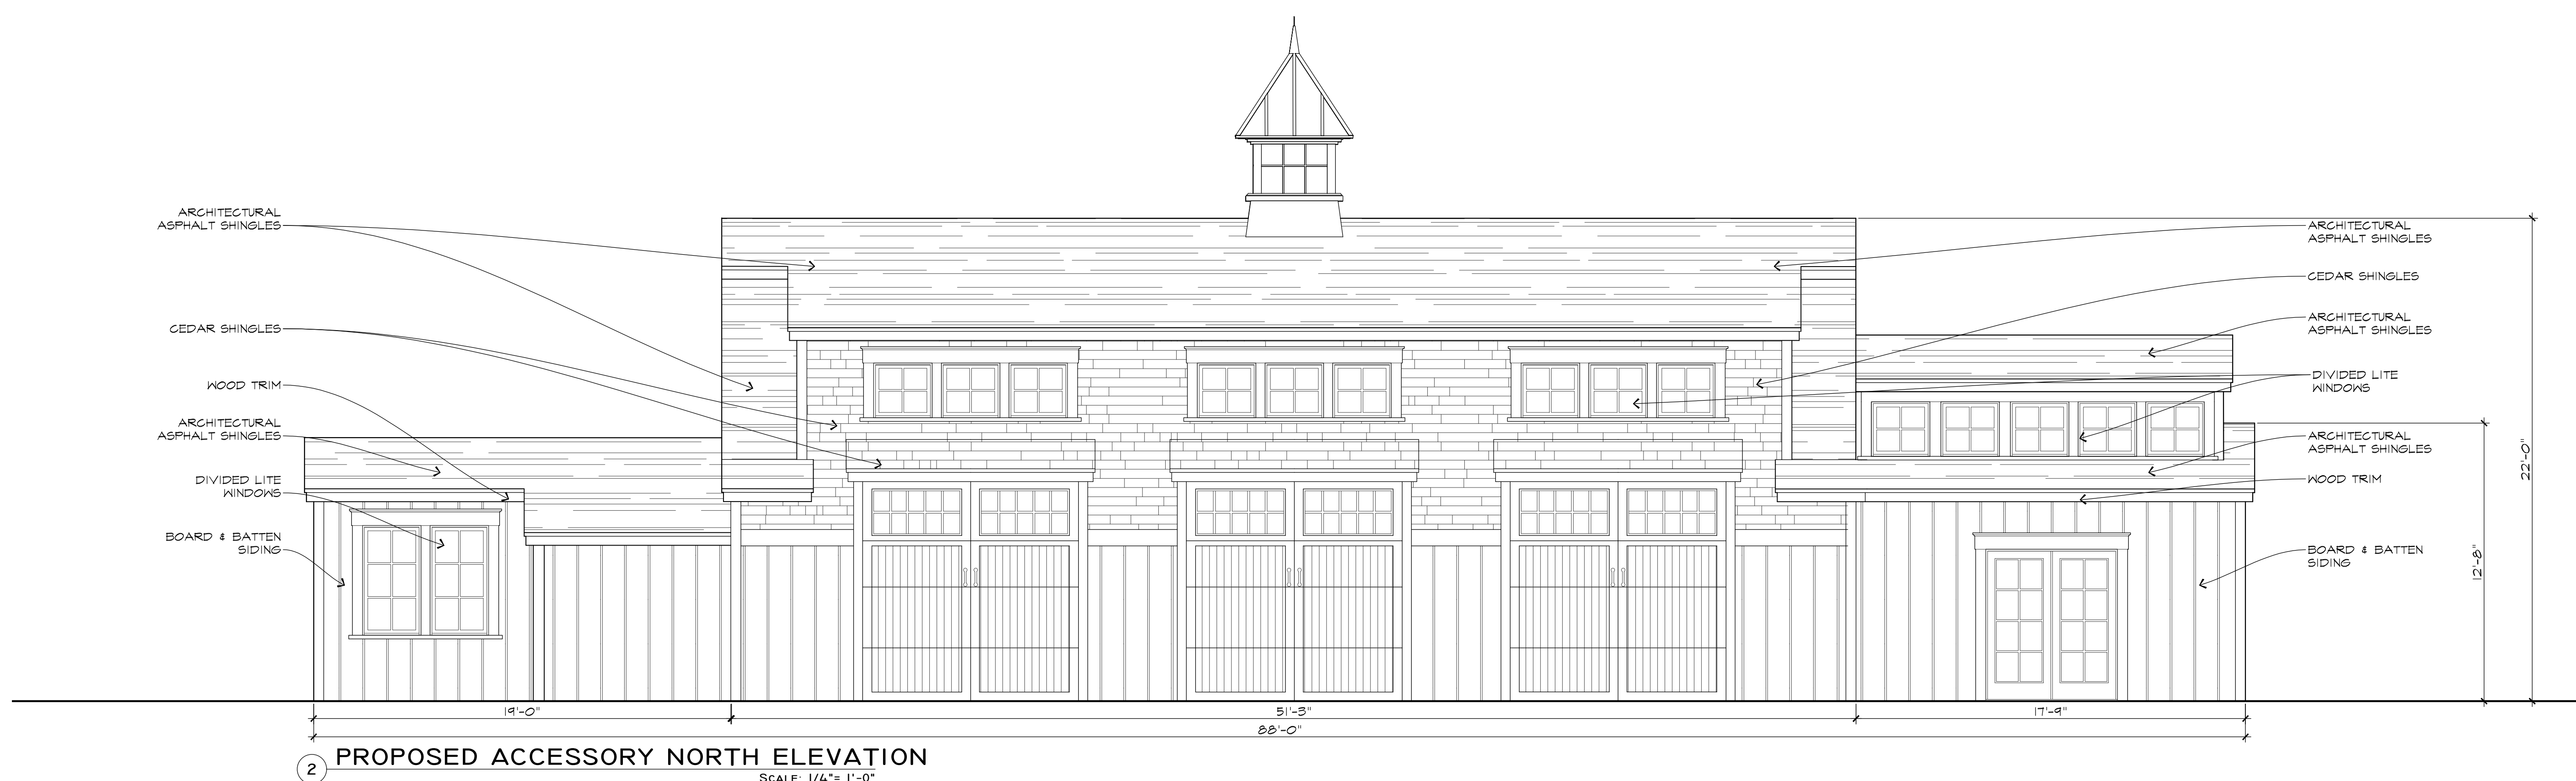 ARCHITECTURAL
ASPHALT SHINGLES
CEDAR SHINGLES
WOOD TRIM
ARCHITECTURAL
ASPHALT SHINGLES
DIVIDED LITE
WINDOWS
BOARD & BATTEN
SIDING
ARCHITECTURAL
ASPHALT SHINGLES
CEDAR SHINGLES
ARCHITECTURAL
ASPHALT SHINGLES
DIVIDED LITE
WINDOWS
ARCHITECTURAL
ASPHALT SHINGLES
WOOD TRIM
BOARD & BATTEN
SIDING
22'-0"
12'-8"
19'-0"
51'-3"
17'-9"
88'-0"
2 PROPOSED ACCESSORY NORTH ELEVATION
SCALE: 1/4"= 1'-0"